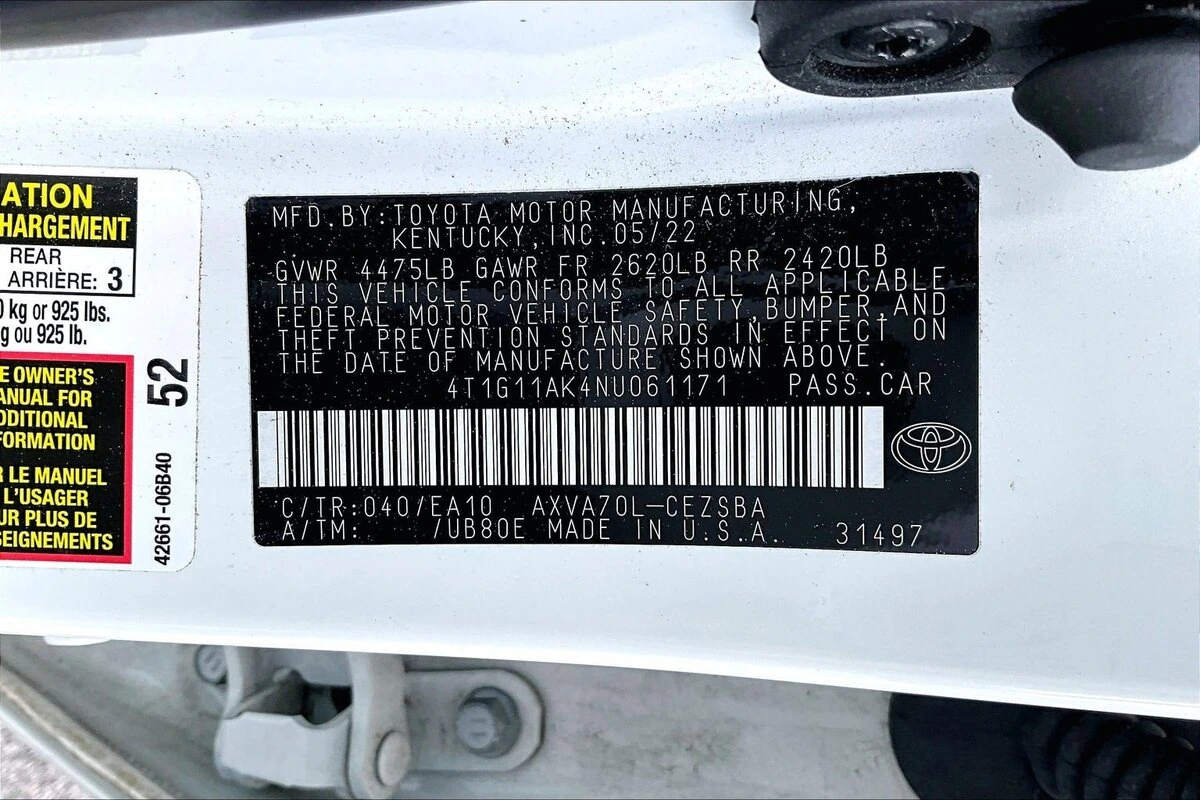 ATION
HARGEMENT
REAR
ARRIÈRE: 3
0 kg or 925 lbs.
g ou 925 lb.
E OWNER'S
ANUAL FOR
DDITIONAL
FORMATION
R LE MANUEL
L'USAGER
UR PLUS DE
SEIGNEMENTS
52
42661-06B40
MFD. BY: TOYOTA MOTOR MANUFACTURING,
KENTUCKY, INC. 05/22
GVWR 4475LB GAWR FR 2620LB RR 2420LB
THIS VEHICLE CONFORMS TO ALL APPLICABLE
FEDERAL MOTOR VEHICLE SAFETY, BUMPER, AND
THEFT PREVENTION STANDARDS IN EFFECT ON
THE DATE OF MANUFACTURE SHOWN ABOVE.
4T1G11AK4NU061171 PASS. CAR
C/TR: 040/EA10 AXVA70L-CEZSBA
A/TM: /UB80E MADE IN U.S.A. 31497